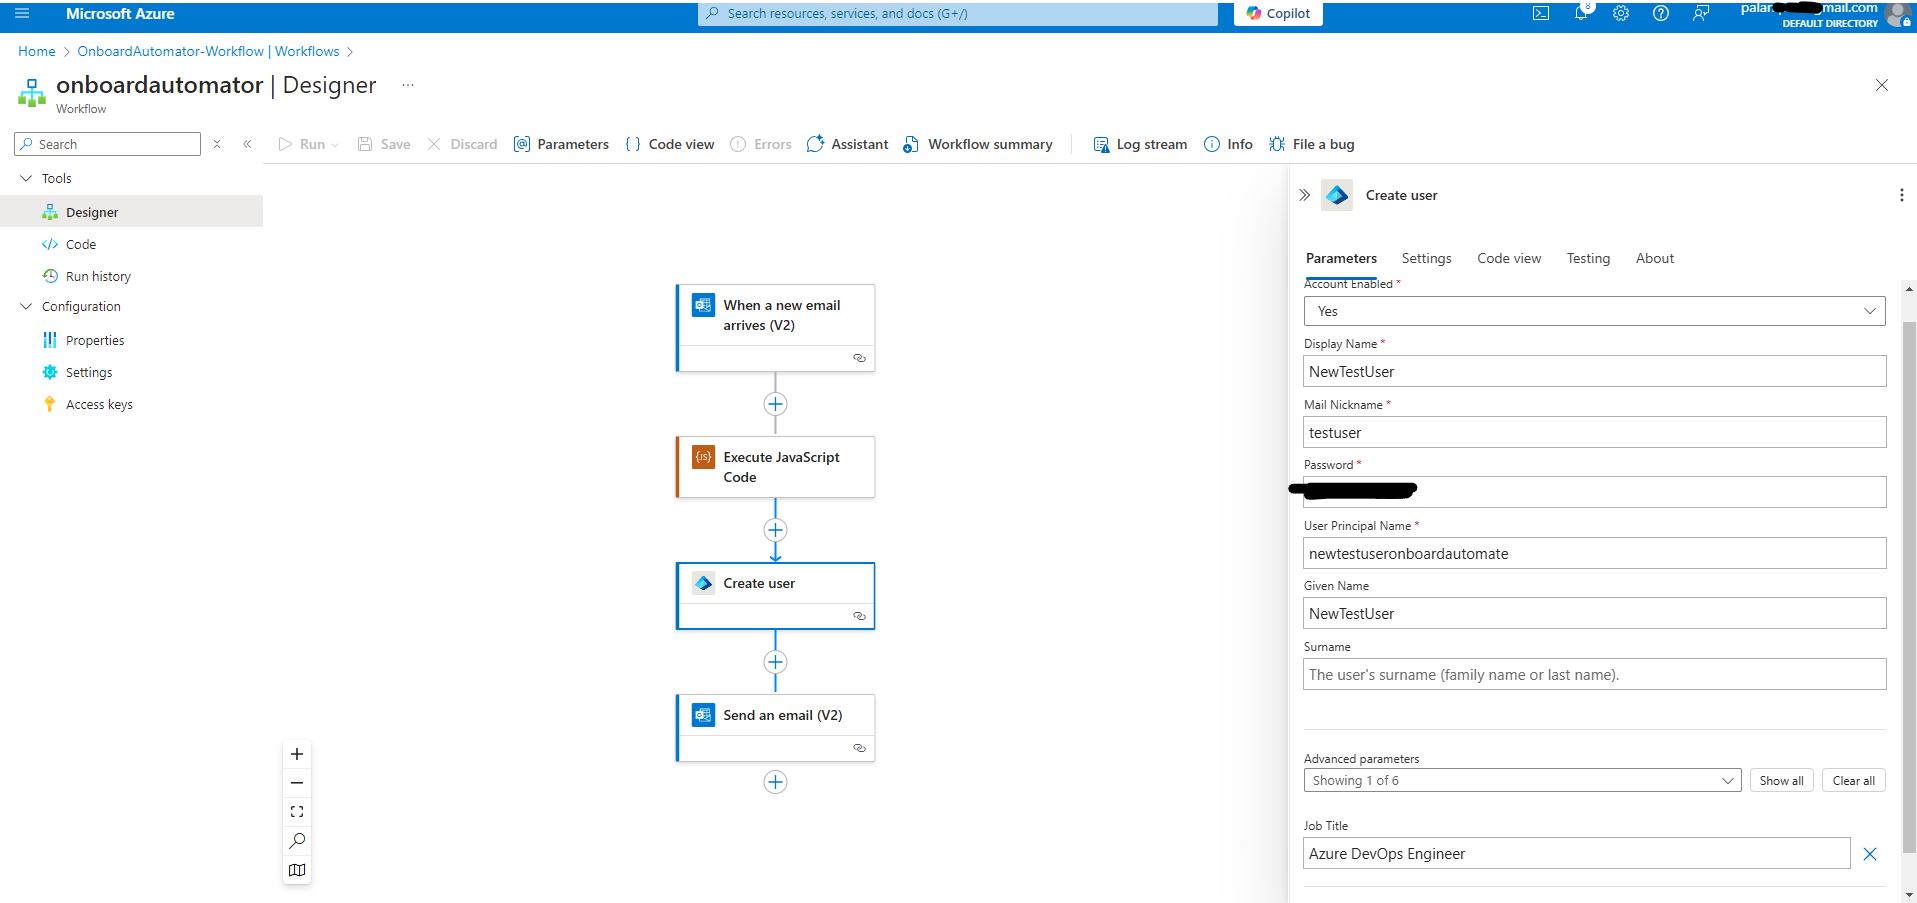 Microsoft Azure
Search resources, services, and docs (G+/)
Copilot
8
mail.com
DEFAULT DIRECTORY
Home > OnboardAutomator-Workflow | Workflows >
onboardautomator | Designer ...
Workflow
Search
Run
Save
Discard
Parameters
Code view
Errors
Assistant
Workflow summary
Log stream
Info
File a bug
Tools
Designer
Code
Run history
Configuration
Properties
Settings
Access keys
When a new email
arrives (V2)
{JS}
Execute JavaScript
Code
Create user
Send an email (V2)
Create user
Parameters
Settings
Code view
Testing
About
Account Enabled *
Yes
Display Name *
NewTestUser
Mail Nickname *
testuser
Password *
User Principal Name *
newtestuseronboardautomate
Given Name
NewTestUser
Surname
The user's surname (family name or last name).
Advanced parameters
Showing 1 of 6
Show all
Clear all
Job Title
Azure DevOps Engineer